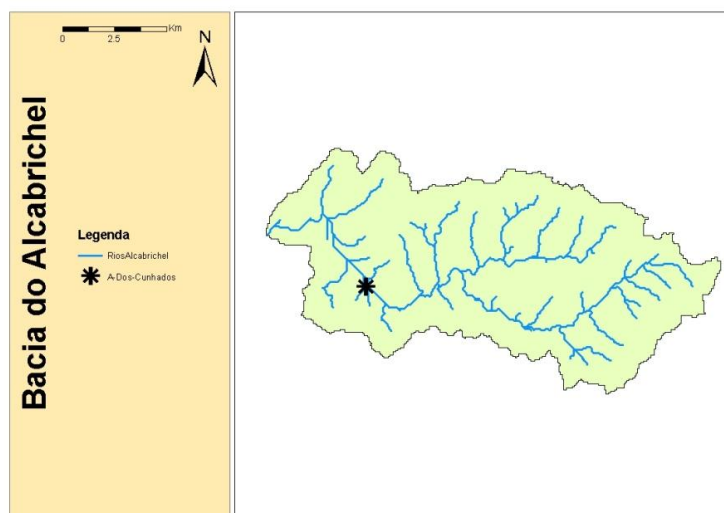 Km
0 2.5
N
Bacia do Alcabrichel
Legenda
RiosAlcabrichel
A-Dos-Cunhados